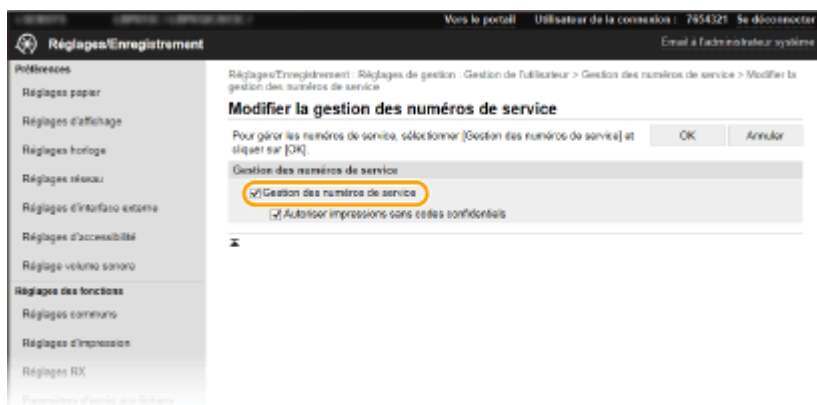 Vers le portail Utilisateur de la connexion : 7654321 Se déconnecter
Réglages/Enregistrement
Email à l'administrateur système
Préférences
Réglages papier
Réglages d'affichage
Réglages horloge
Réglages réseau
Réglages d'interface externe
Réglages d'accessibilité
Réglage volume sonore
Réglages des fonctions
Réglages communs
Réglages d'impression
Réglages RX
Paramètres d'accès aux fichiers
Réglages/Enregistrement : Réglages de gestion : Gestion de l'utilisateur > Gestion des numéros de service > Modifier la
gestion des numéros de service
Modifier la gestion des numéros de service
Pour gérer les numéros de service, sélectionner [Gestion des numéros de service] et
cliquer sur [OK].
OK Annuler
Gestion des numéros de service
Gestion des numéros de service
Autoriser impressions sans codes confidentiels